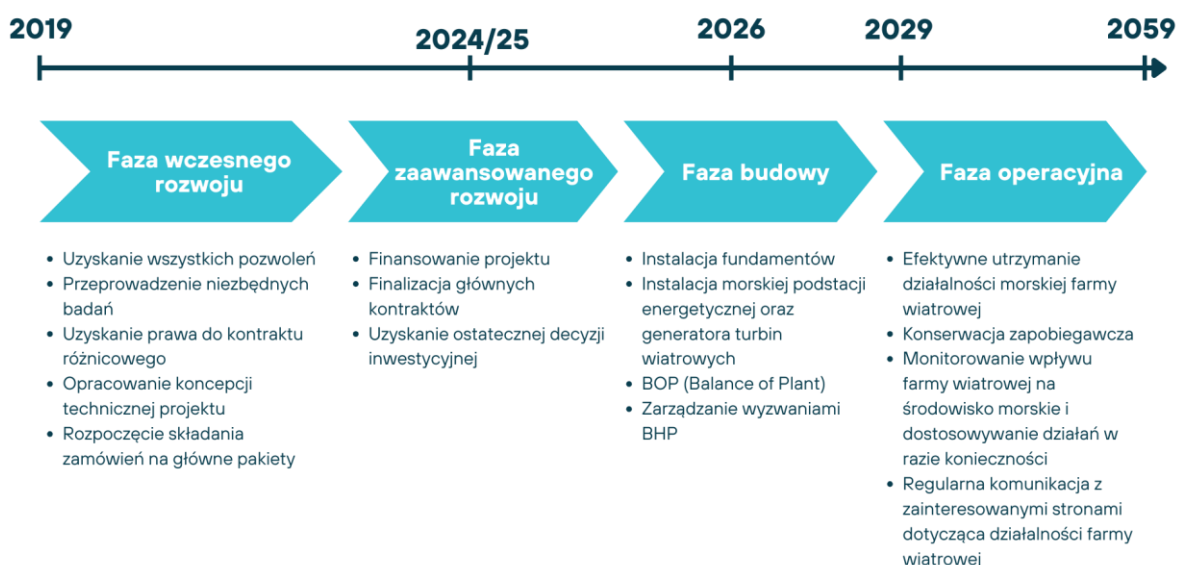 2019
2024/25
2026
2029
2059
Faza wczesnego
rozwoju
Faza
zaawansowanego
rozwoju
Faza budowy
Faza operacyjna
• Uzyskanie wszystkich pozwoleń
• Przeprowadzenie niezbędnych
badań
• Uzyskanie prawa do kontraktu
różnicowego
• Opracowanie koncepcji
technicznej projektu
• Rozpoczęcie składania
zamówień na główne pakiety
• Finansowanie projektu
• Finalizacja głównych
kontraktów
• Uzyskanie ostatecznej decyzji
inwestycyjnej
• Instalacja fundamentów
• Instalacja morskiej podstacji
energetycznej oraz
generatora turbin
wiatrowych
• BOP (Balance of Plant)
• Zarządzanie wyzwaniami
BHP
• Efektywne utrzymanie
działalności morskiej farmy
wiatrowej
• Konserwacja zapobiegawcza
• Monitorowanie wpływu
farmy wiatrowej na
środowisko morskie i
dostosowywanie działań w
razie konieczności
• Regularna komunikacja z
zainteresowanymi stronami
dotycząca działalności farmy
wiatrowej